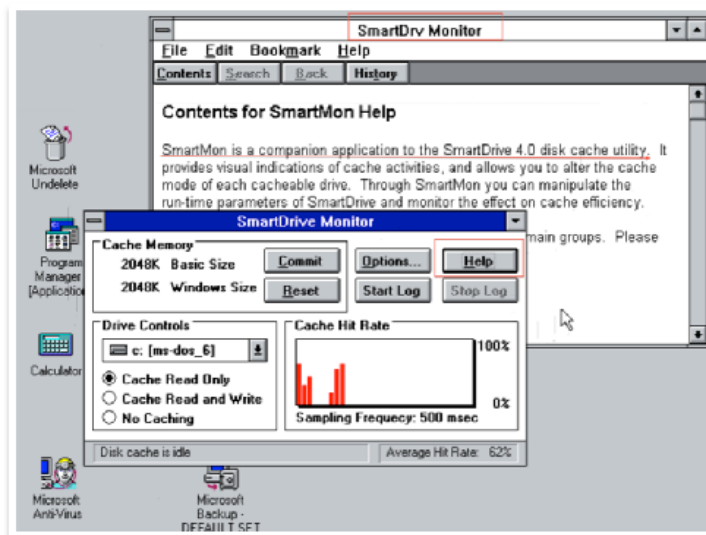 SmartDrv Monitor
File Edit Bookmark Help
Contents Search Back History
Contents for SmartMon Help
SmartMon is a companion application to the SmartDrive 4.0 disk cache utility. It
provides visual indications of cache activities, and allows you to alter the cache
mode of each cacheable drive. Through SmartMon you can manipulate the
run-time parameters of SmartDrive and monitor the effect on cache efficiency.
main groups. Please
Microsoft
Undelete
Program
Manager
[Applicatio
Calculator
Microsoft
Anti-Virus
Microsoft
Backup -
DEFAULT SET
SmartDrive Monitor
Cache Memory
2048K Basic Size
2048K Windows Size
Commit
Reset
Options...
Help
Start Log
Stop Log
Drive Controls
c: [ms-dos_6]
Cache Read Only
Cache Read and Write
No Caching
Cache Hit Rate
100%
0%
Sampling Frequecy: 500 msec
Disk cache is idle
Average Hit Rate: 62%